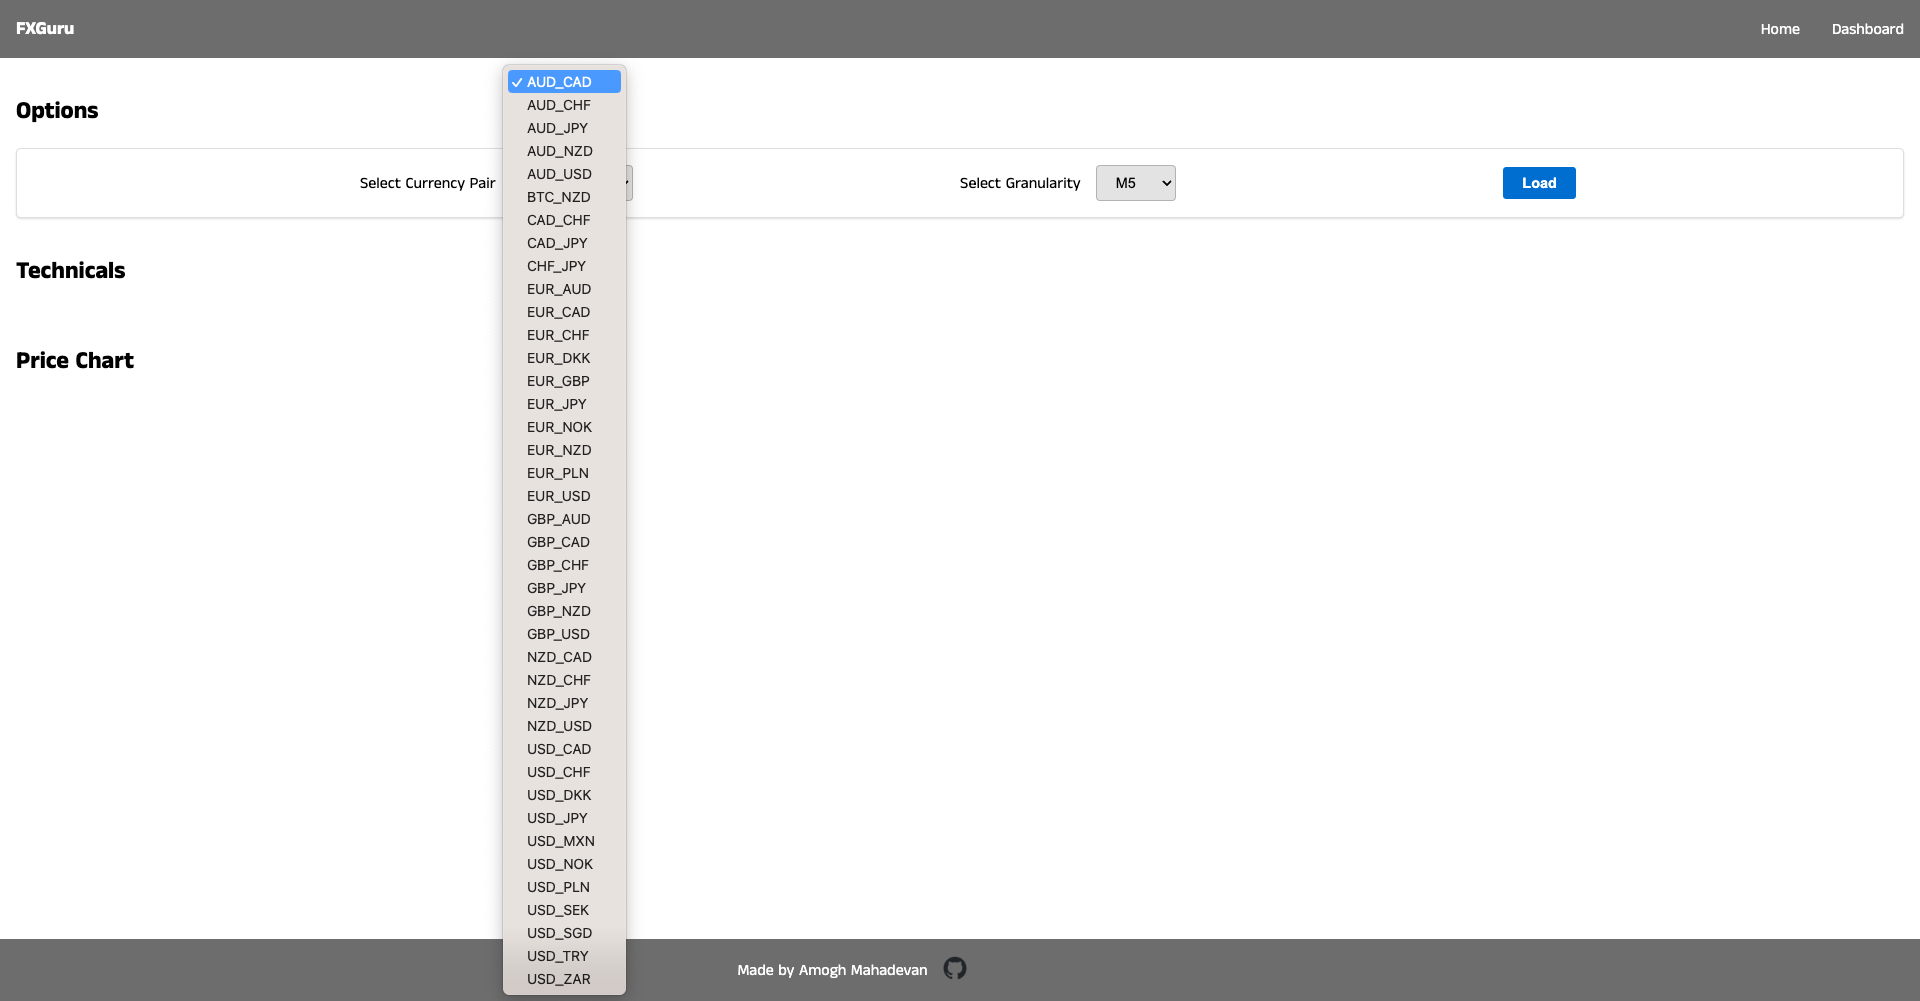 FXGuru
Home
Dashboard
Options
Select Currency Pair
AUD_CAD
AUD_CHF
AUD_JPY
AUD_NZD
AUD_USD
BTC_NZD
CAD_CHF
CAD_JPY
CHF_JPY
EUR_AUD
EUR_CAD
EUR_CHF
EUR_DKK
EUR_GBP
EUR_JPY
EUR_NOK
EUR_NZD
EUR_PLN
EUR_USD
GBP_AUD
GBP_CAD
GBP_CHF
GBP_JPY
GBP_NZD
GBP_USD
NZD_CAD
NZD_CHF
NZD_JPY
NZD_USD
USD_CAD
USD_CHF
USD_DKK
USD_JPY
USD_MXN
USD_NOK
USD_PLN
USD_SEK
USD_SGD
USD_TRY
USD_ZAR
Select Granularity
M5
Load
Technicals
Price Chart
Made by Amogh Mahadevan